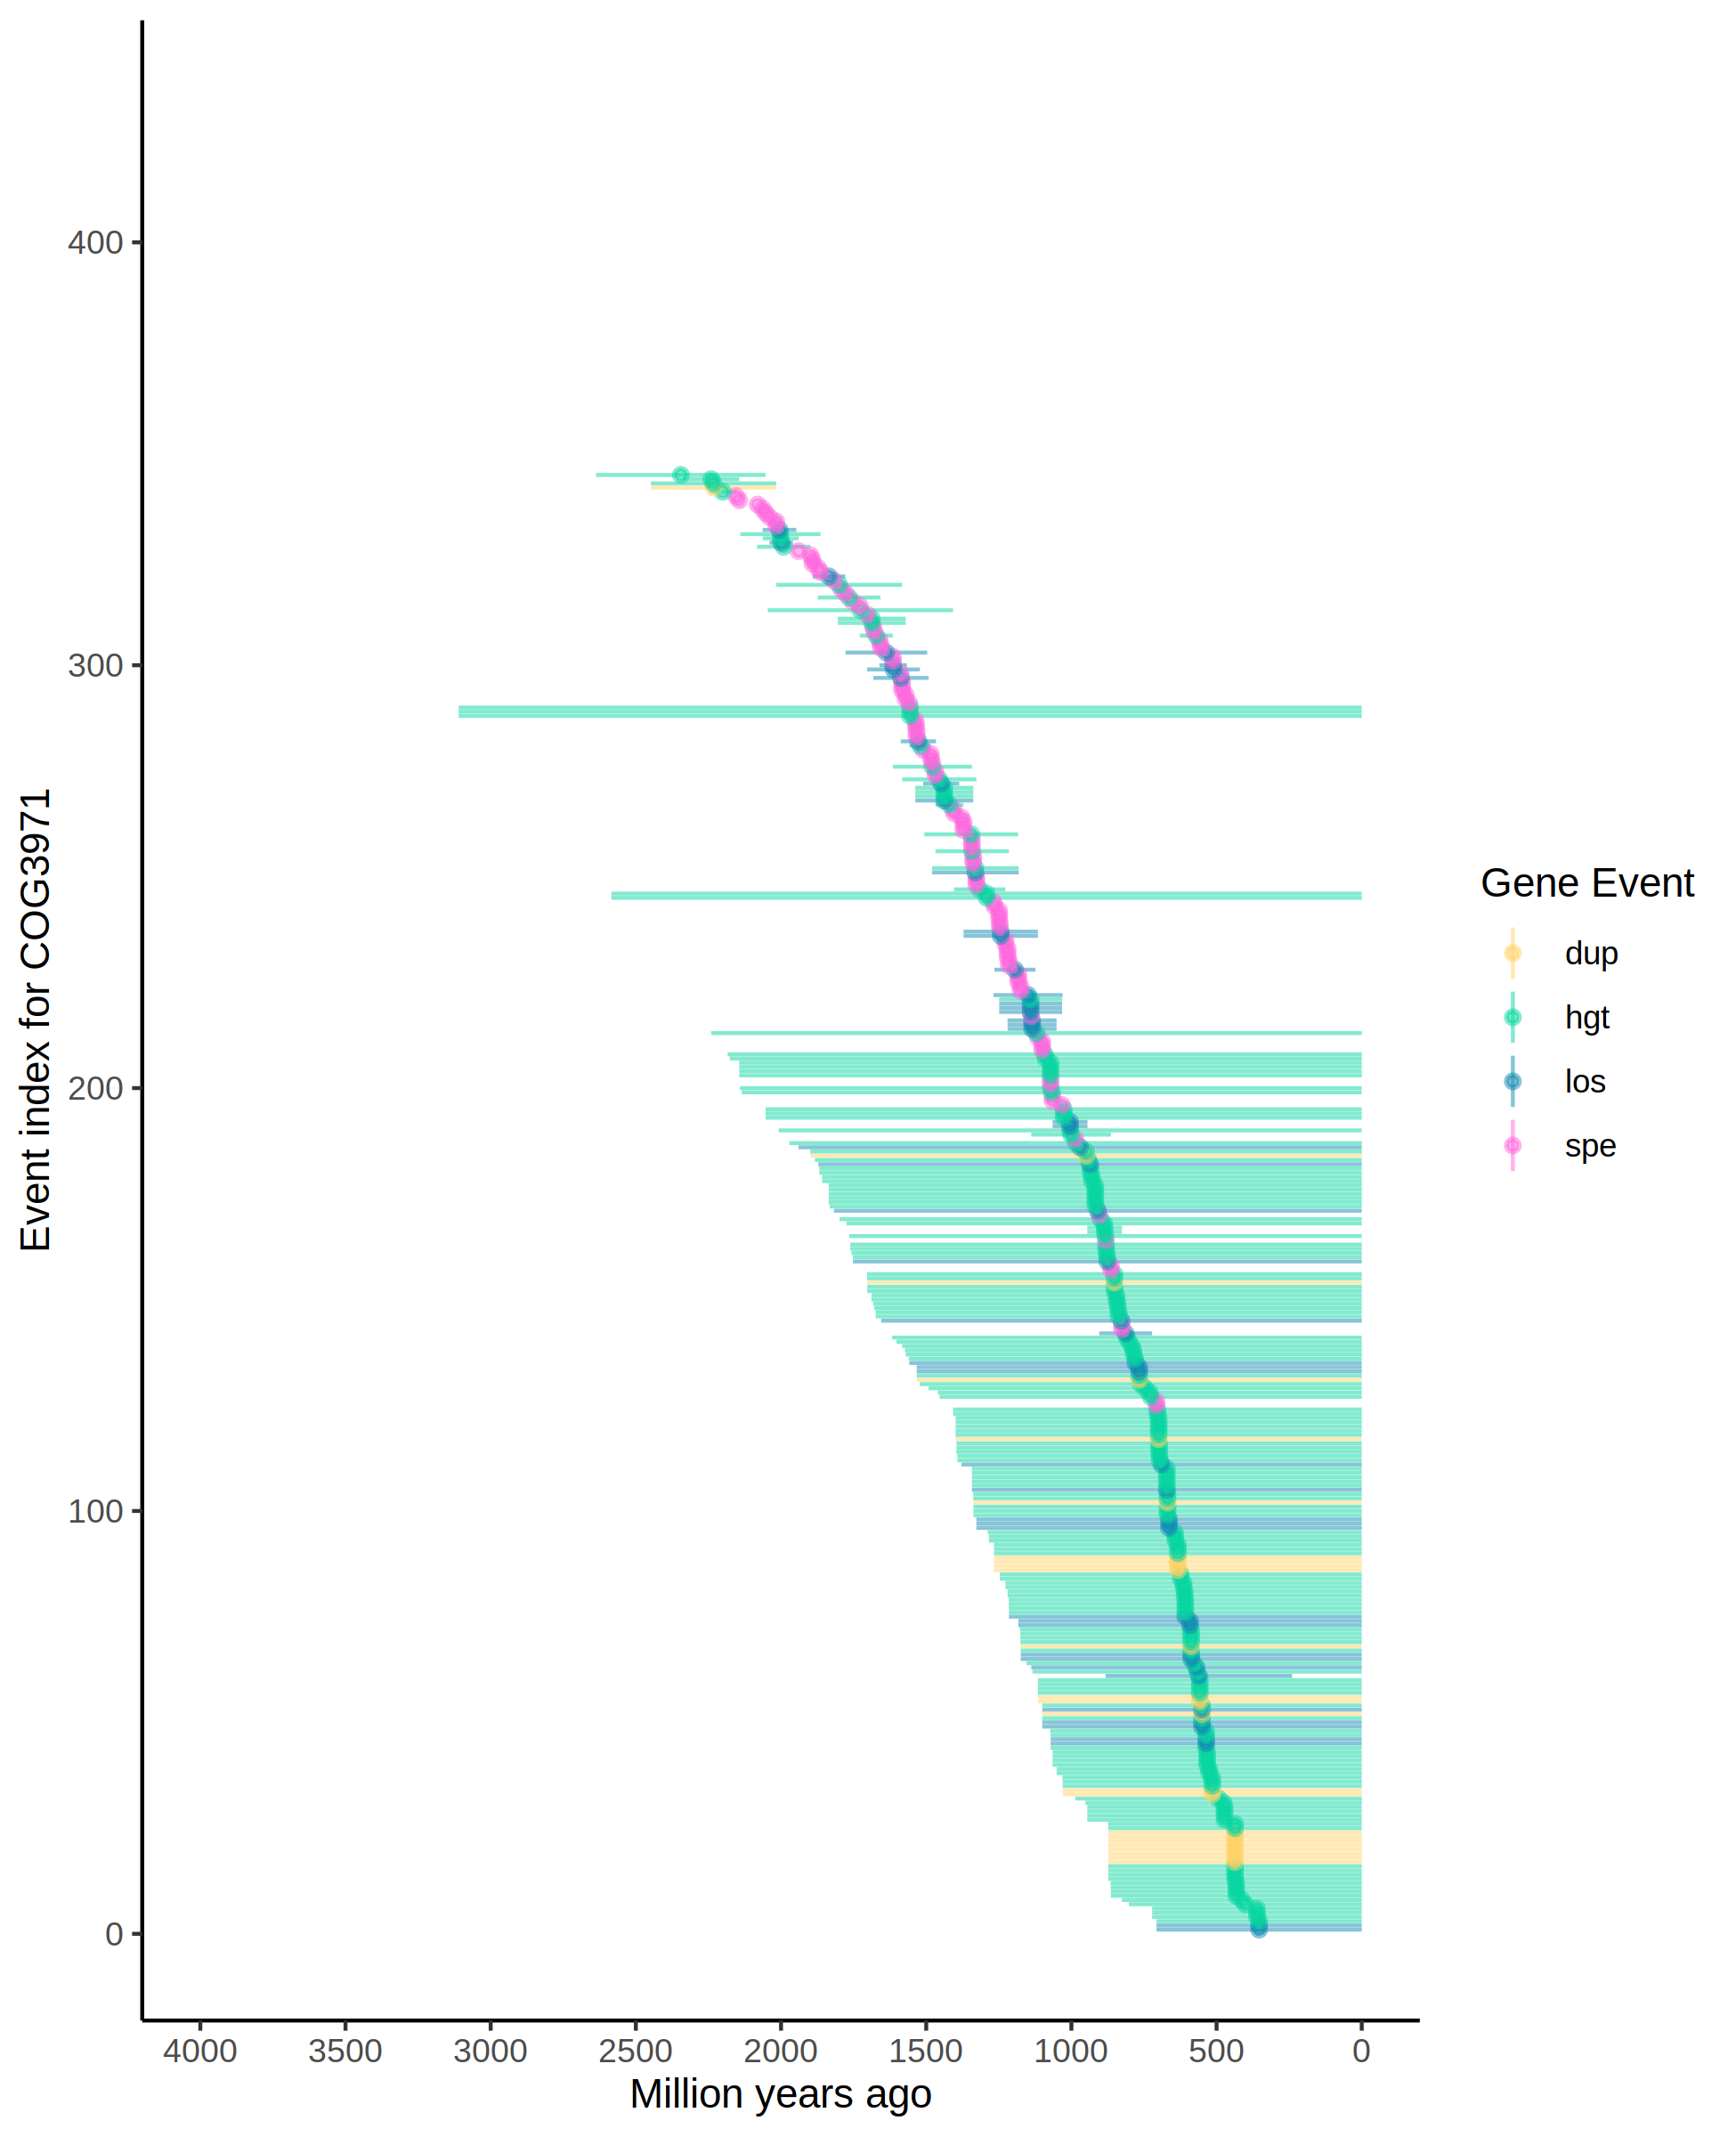 400
300
200
100
0
Event index for COG3971
4000 3500 3000 2500 2000 1500 1000 500 0
Million years ago
Gene Event
dup
hgt
los
spe